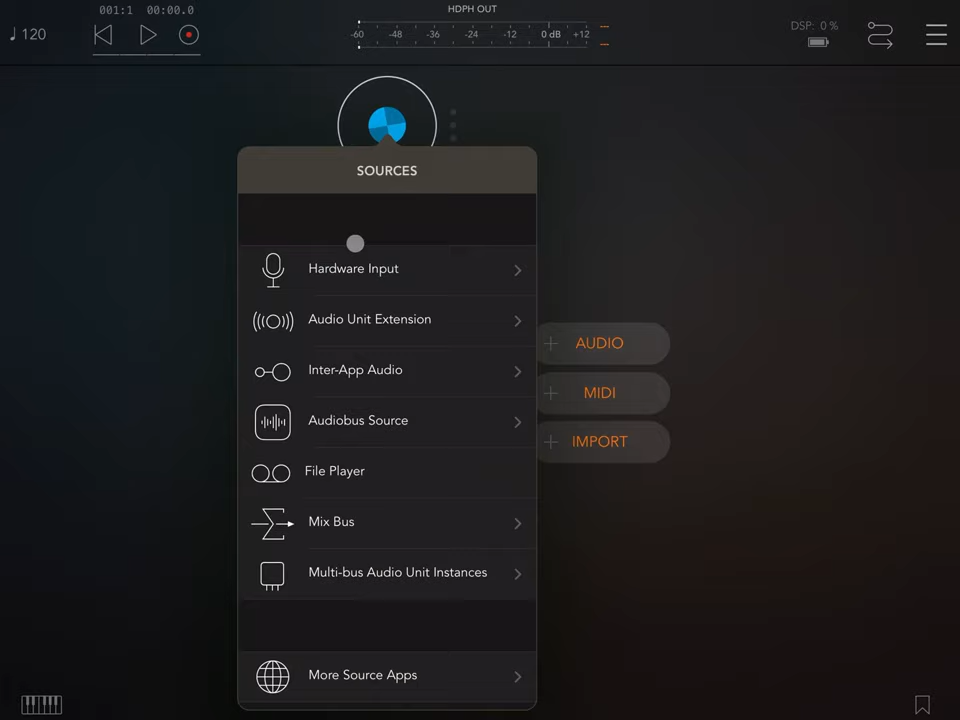 001:1 00:00.0
HDPH OUT
♩ 120
-60 -48 -36 -24 -12 0 dB +12
DSP: 0 %
SOURCES
Hardware Input
Audio Unit Extension
Inter-App Audio
Audiobus Source
File Player
Mix Bus
Multi-bus Audio Unit Instances
More Source Apps
+ AUDIO
+ MIDI
+ IMPORT